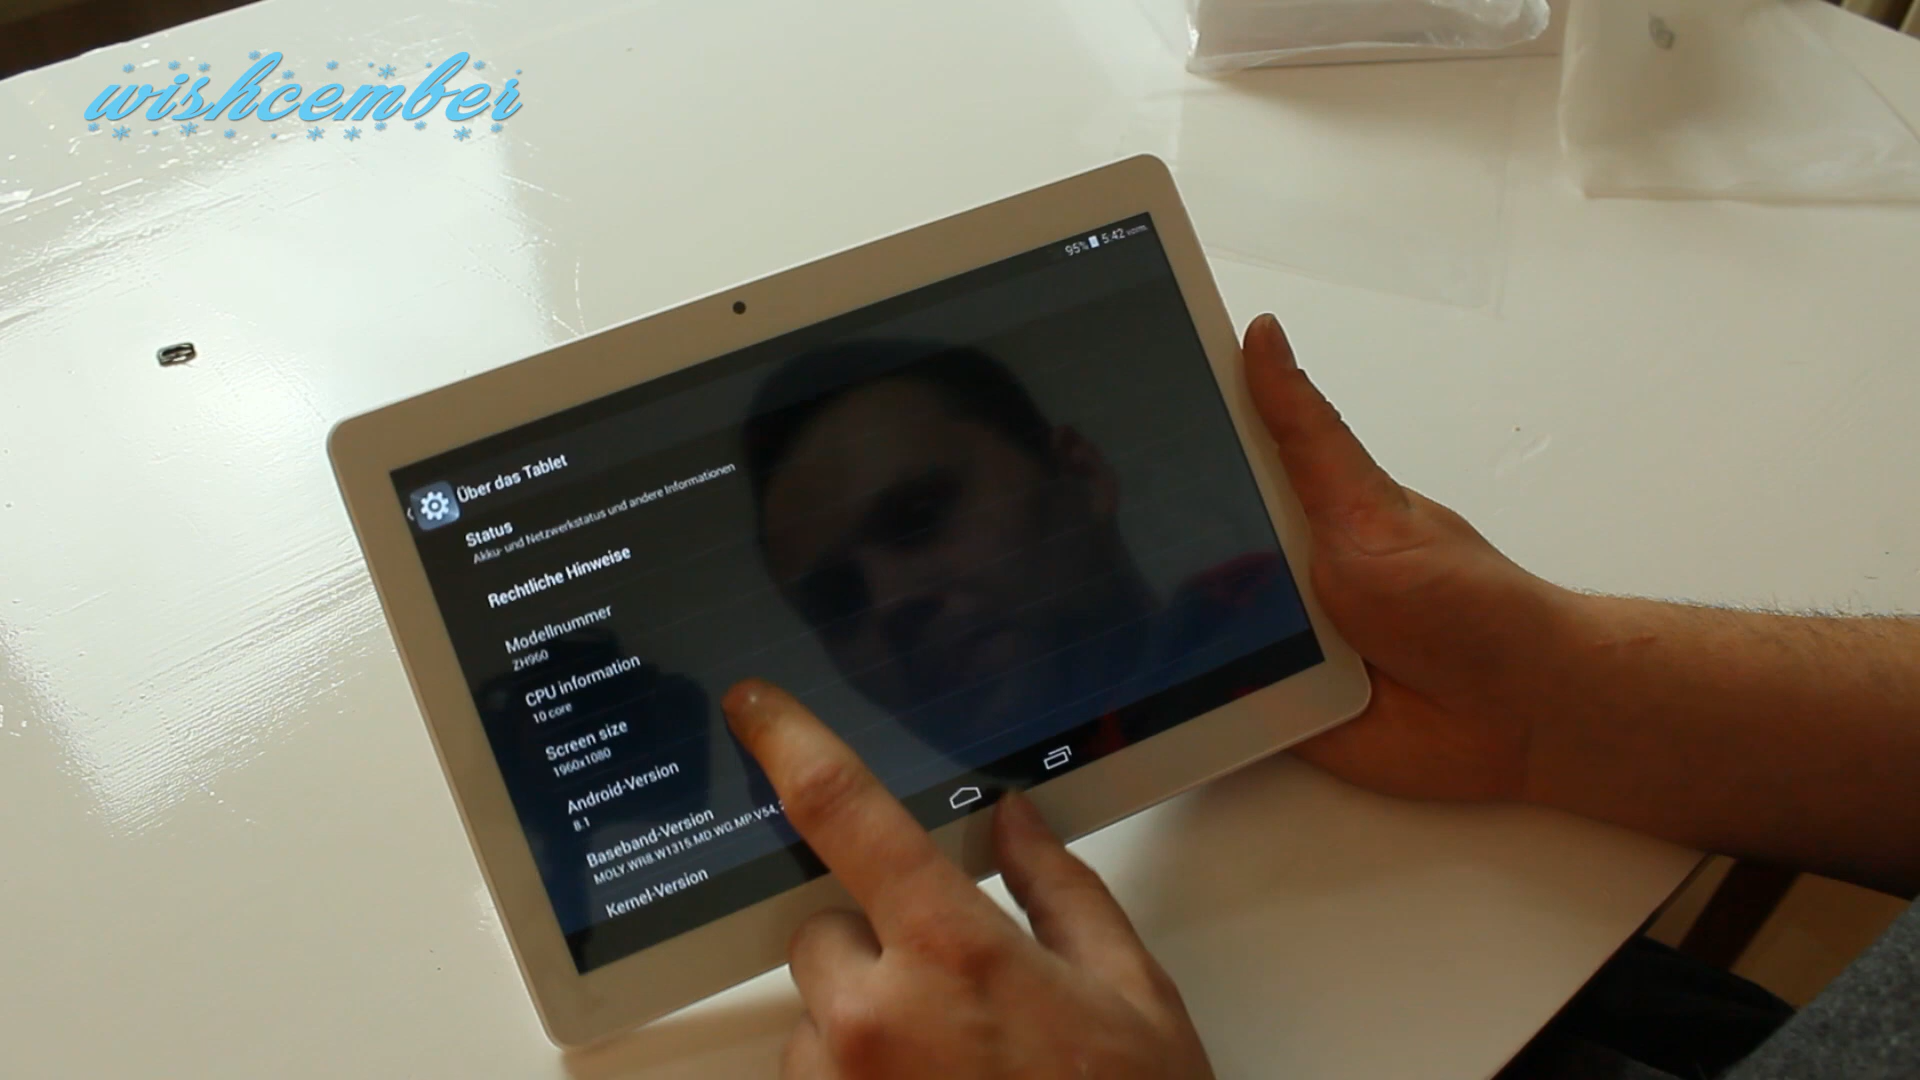 wishcember
95% 5:42 vorm.
Über das Tablet
Status
Akku- und Netzwerkstatus und andere Informationen
Rechtliche Hinweise
Modellnummer
ZH960
CPU information
10 core
Screen size
1960x1080
Android-Version
8.1
Baseband-Version
MOLY.WR8.W1315.MD.WG.MP.V54,
Kernel-Version